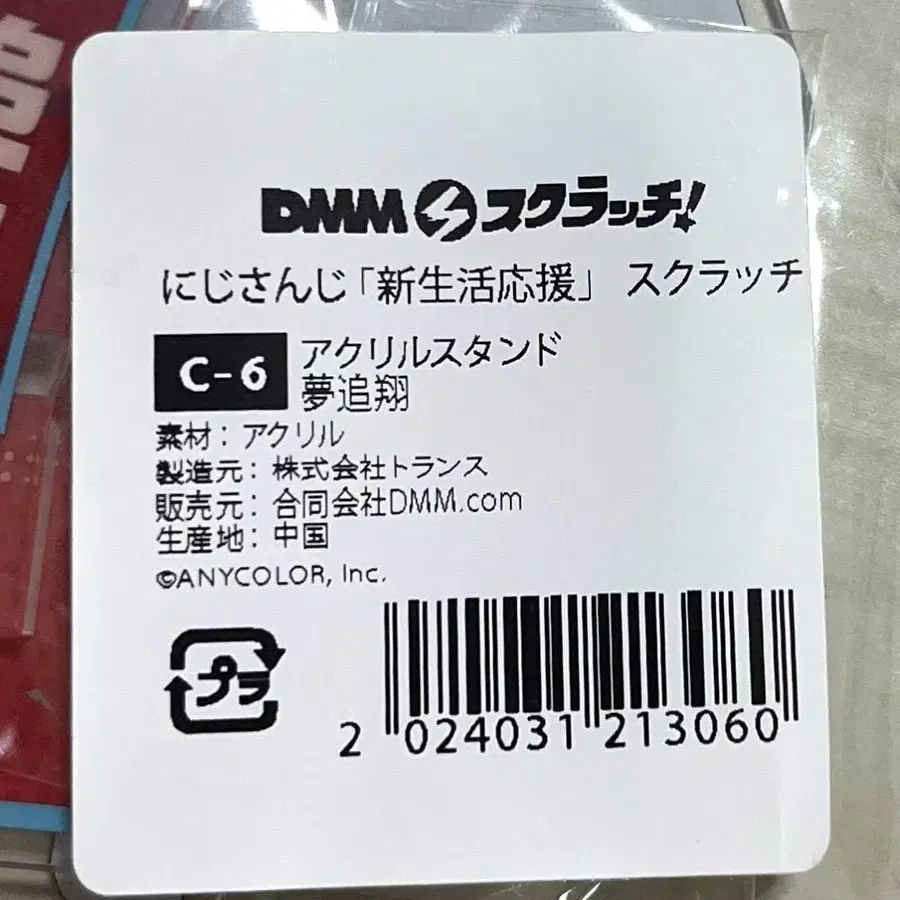 DMMスクラッチ!
にじさんじ「新生活応援」 スクラッチ
C-6
アクリルスタンド
夢追翔
素材：アクリル
製造元：株式会社トランス
販売元：合同会社DMM.com
生産地：中国
©ANYCOLOR, Inc.
プラ
2 024031 213060